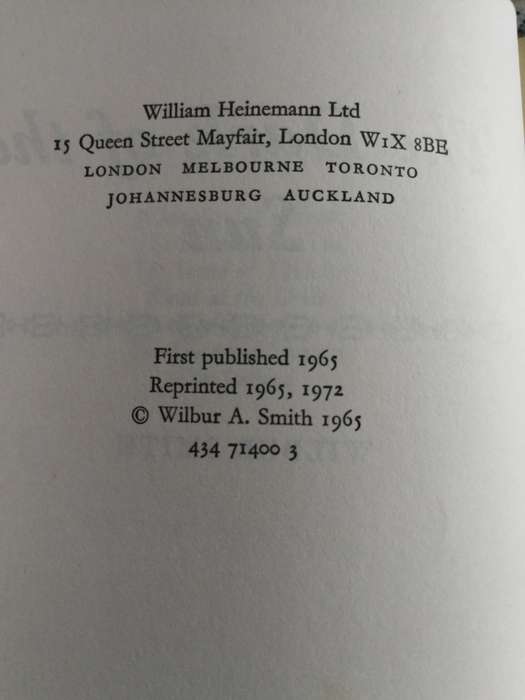 William Heinemann Ltd
15 Queen Street Mayfair, London W1X 8BE
LONDON MELBOURNE TORONTO
JOHANNESBURG AUCKLAND
First published 1965
Reprinted 1965, 1972
© Wilbur A. Smith 1965
434 71400 3